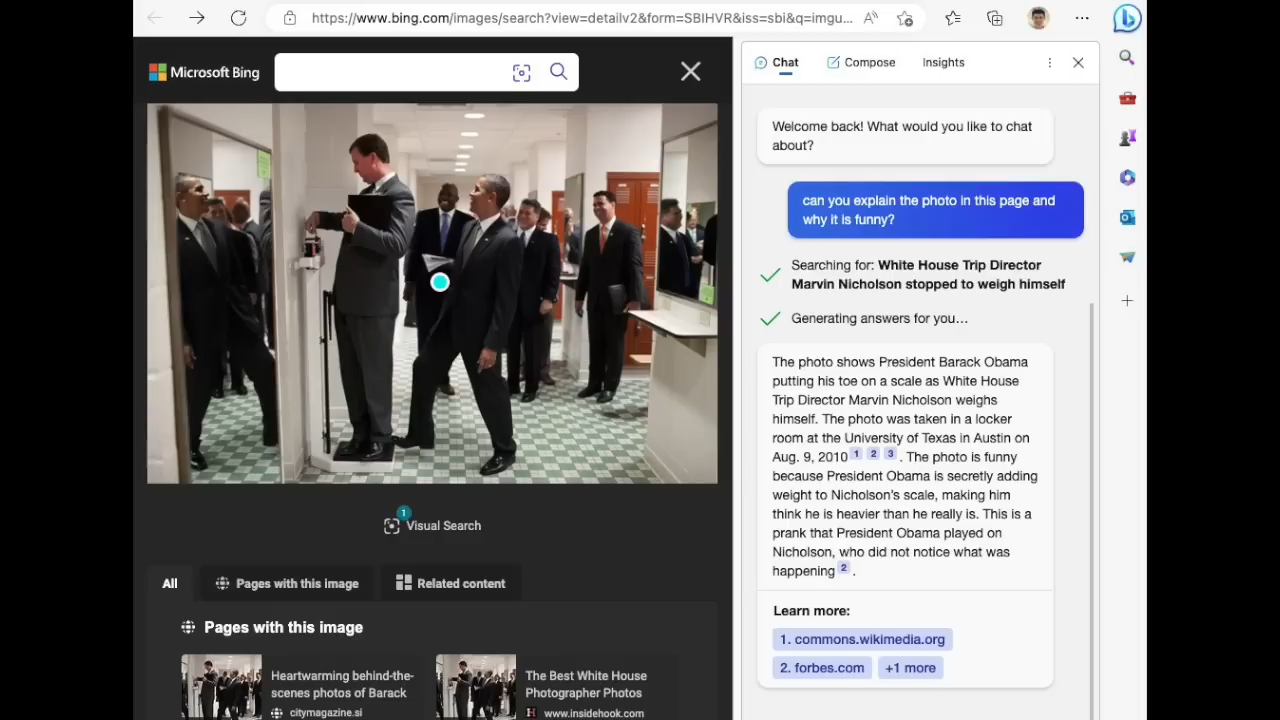 https://www.bing.com/images/search?view=detailv2&form=SBIHVR&iss=sbi&q=imgu...
Microsoft Bing
Chat
Compose
Insights
Welcome back! What would you like to chat
about?
can you explain the photo in this page and
why it is funny?
Searching for: White House Trip Director
Marvin Nicholson stopped to weigh himself
Generating answers for you...
The photo shows President Barack Obama
putting his toe on a scale as White House
Trip Director Marvin Nicholson weighs
himself. The photo was taken in a locker
room at the University of Texas in Austin on
Aug. 9, 2010 1 2 3 . The photo is funny
because President Obama is secretly adding
weight to Nicholson's scale, making him
think he is heavier than he really is. This is a
prank that President Obama played on
Nicholson, who did not notice what was
happening 2 .
Learn more:
1. commons.wikimedia.org
2. forbes.com
+1 more
1
Visual Search
All
Pages with this image
Related content
Pages with this image
Heartwarming behind-the-
scenes photos of Barack
citymagazine.si
The Best White House
Photographer Photos
www.insidehook.com